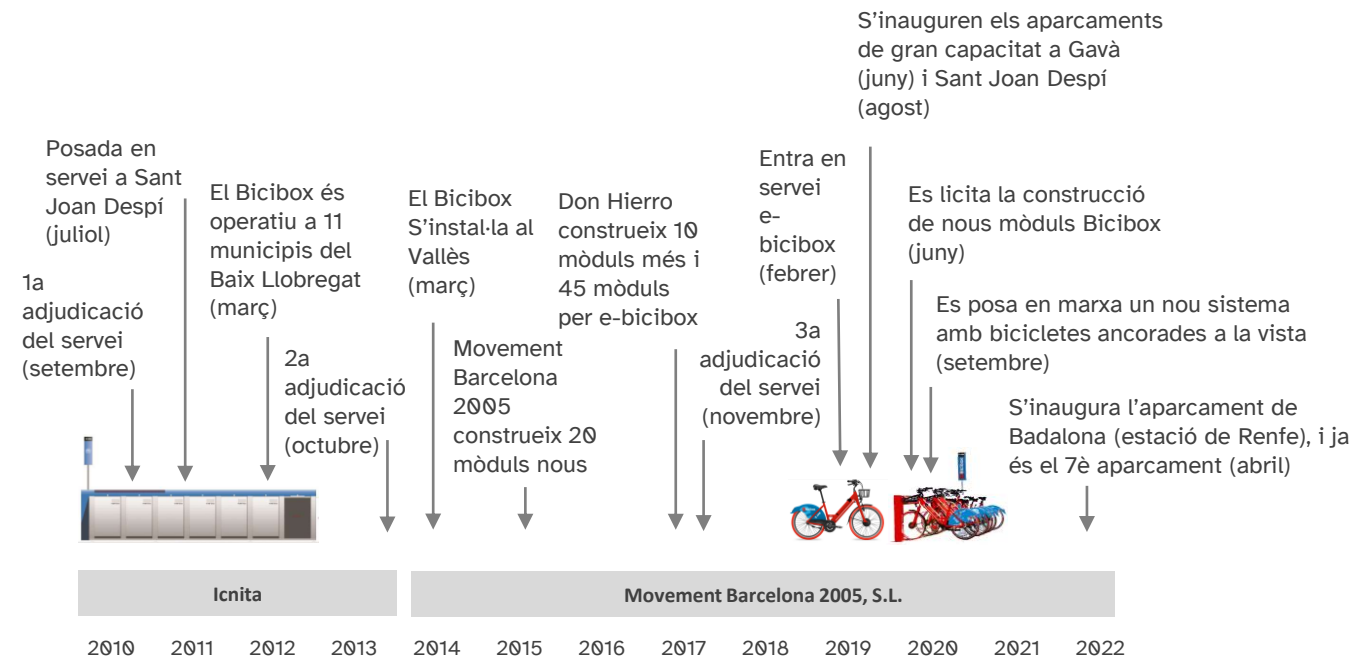 S'inauguren els aparcaments
de gran capacitat a Gavà
(juny) i Sant Joan Despí
(agost)
Posada en
servei a Sant
Joan Despí
(juliol)
El Bicibox és
operatiu a 11
municipis del
Baix Llobregat
(març)
El Bicibox
S'instal·la al
Vallès
(març)
Don Hierro
construeix 10
mòduls més i
45 mòduls
per e-bicibox
Entra en
servei
e-
bicibox
(febrer)
Es licita la construcció
de nous mòduls Bicibox
(juny)
1a
adjudicació
del servei
(setembre)
2a
adjudicació
del servei
(octubre)
Movement
Barcelona
2005
construeix 20
mòduls nous
3a
adjudicació
del servei
(novembre)
Es posa en marxa un nou sistema
amb bicicletes ancorades a la vista
(setembre)
S'inaugura l'aparcament de
Badalona (estació de Renfe), i ja
és el 7è aparcament (abril)
Icnita
Movement Barcelona 2005, S.L.
2010 2011 2012 2013 2014 2015 2016 2017 2018 2019 2020 2021 2022